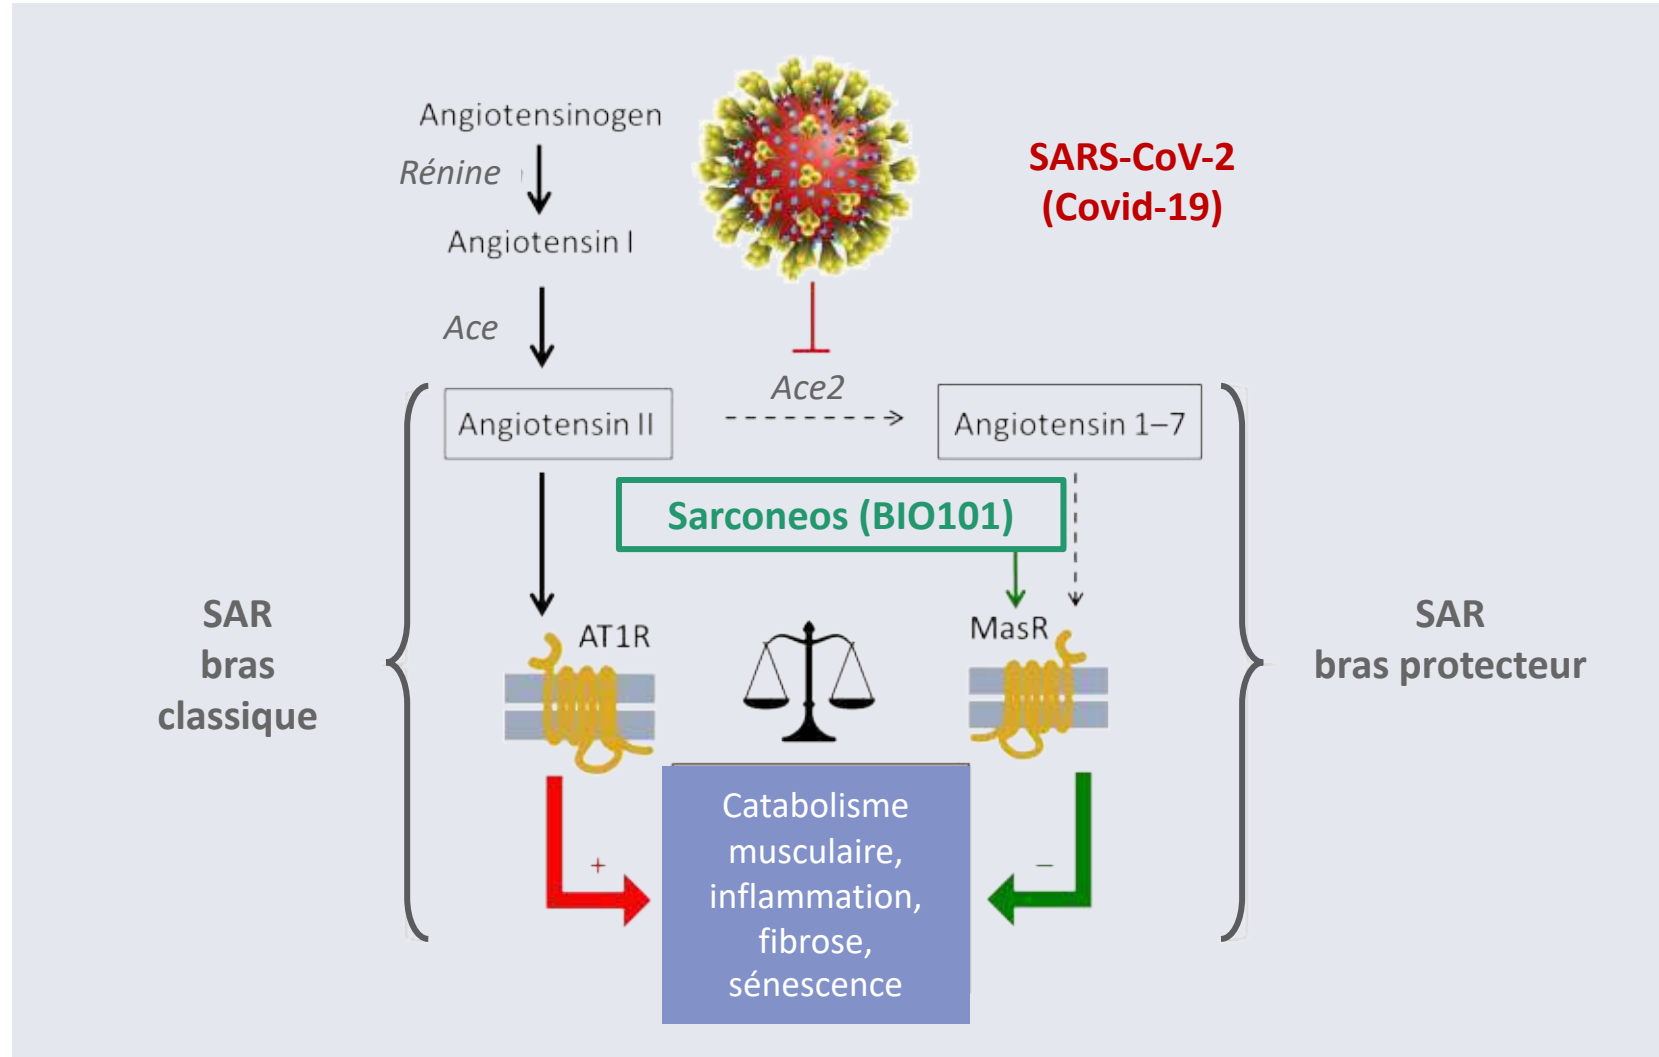 Angiotensinogen
Rénine
SARS-CoV-2
(Covid-19)
Angiotensin I
Ace
Ace2
Angiotensin II
Angiotensin 1–7
Sarconeos (BIO101)
SAR
bras
classique
AT1R
MasR
SAR
bras protecteur
+
–
Catabolisme
musculaire,
inflammation,
fibrose,
sénescence